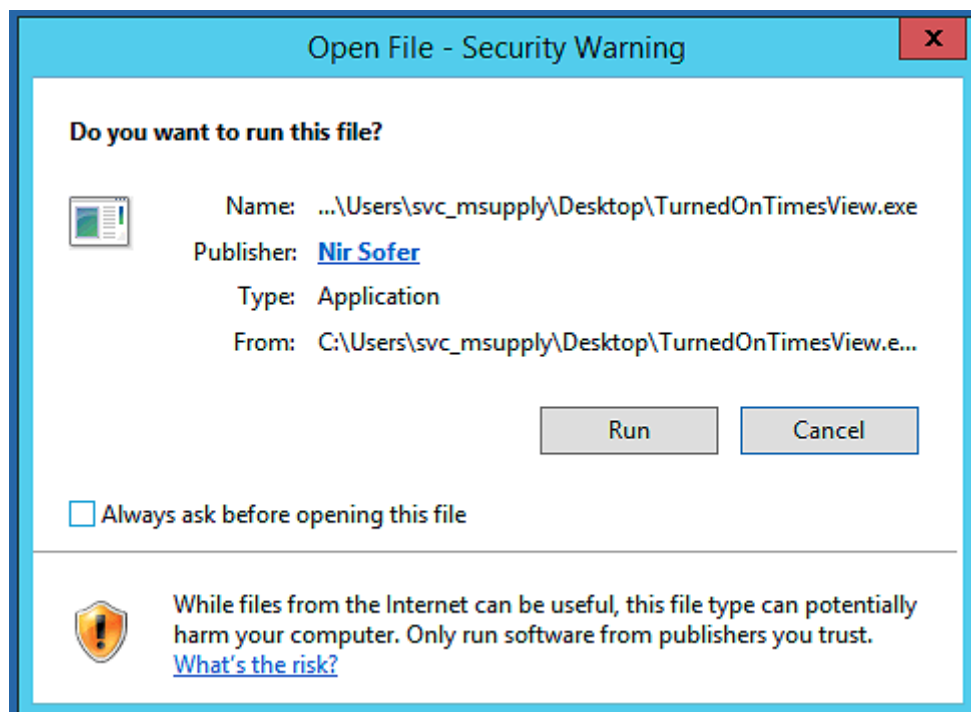 Open File - Security Warning
x
Do you want to run this file?
Name: ...\Users\svc_msupply\Desktop\TurnedOnTimesView.exe
Publisher: Nir Sofer
Type: Application
From: C:\Users\svc_msupply\Desktop\TurnedOnTimesView.e...
Run Cancel
Always ask before opening this file
While files from the Internet can be useful, this file type can potentially
harm your computer. Only run software from publishers you trust.
What's the risk?